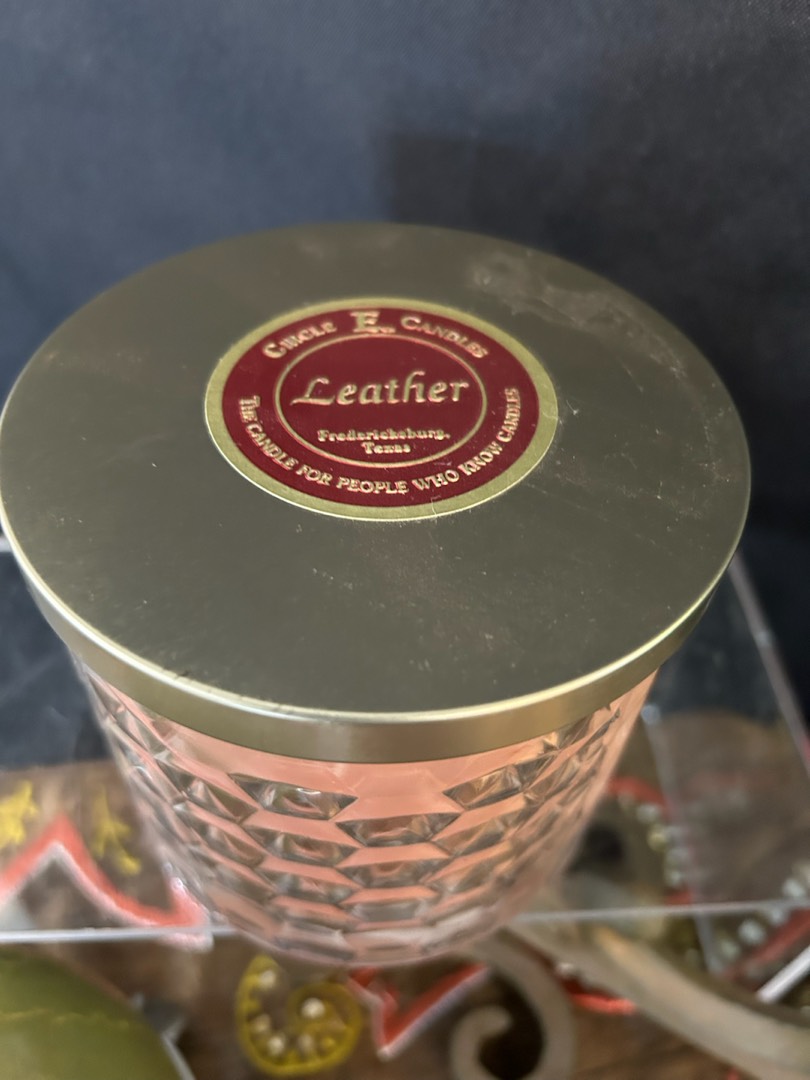 Circle E Candles
Leather
Fredericksburg,
Texas
THE CANDLE FOR PEOPLE WHO KNOW CANDLES